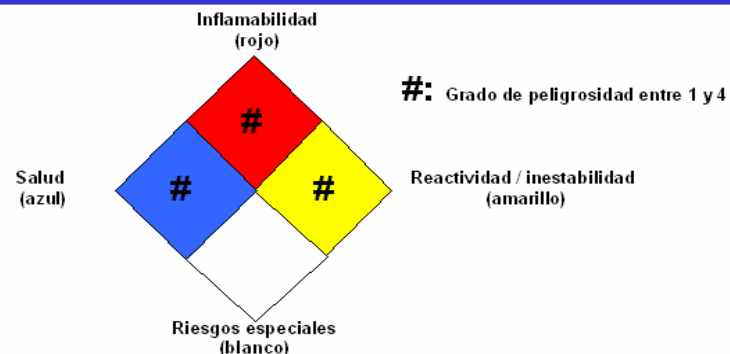 Inflamabilidad
(rojo)
#
#: Grado de peligrosidad entre 1 y 4
Salud
(azul)
#
#
Reactividad / inestabilidad
(amarillo)
Riesgos especiales
(blanco)